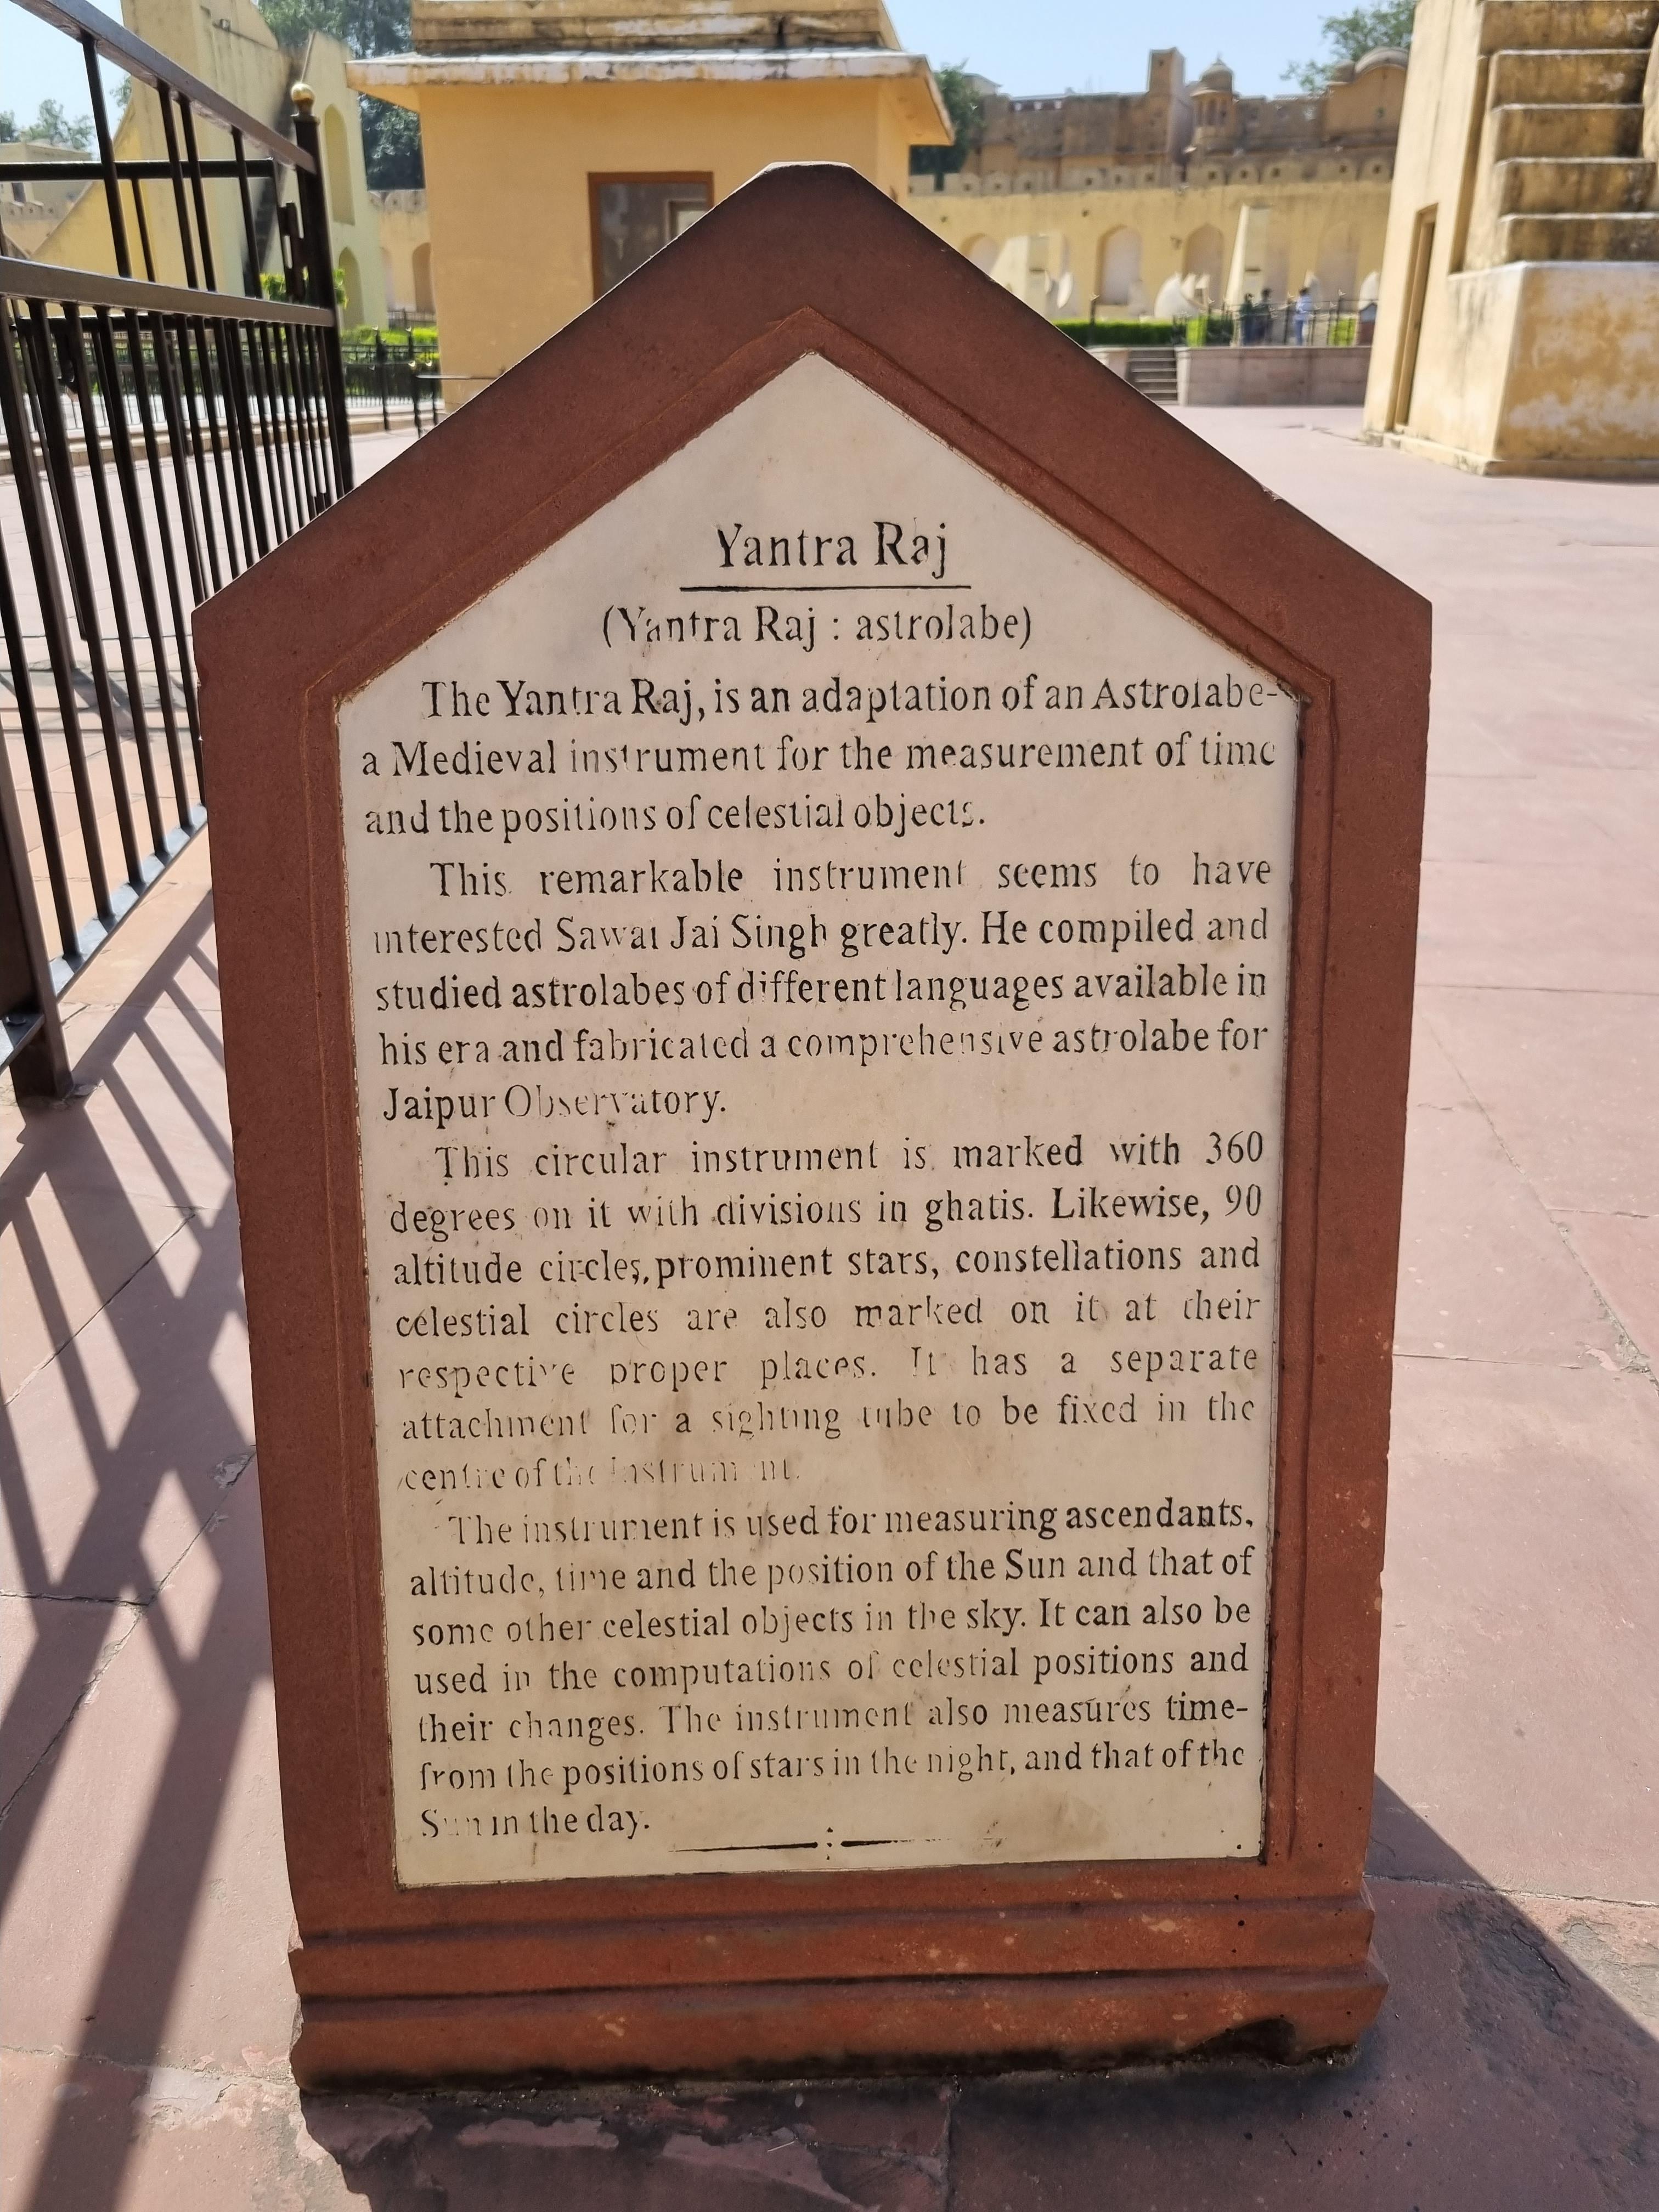 Yantra Raj
(Yantra Raj : astrolabe)
The Yantra Raj, is an adaptation of an Astrolabe-
a Medieval instrument for the measurement of time
and the positions of celestial objects.
This remarkable instrument seems to have
interested Sawai Jai Singh greatly. He compiled and
studied astrolabes of different languages available in
his era and fabricated a comprehensive astrolabe for
Jaipur Observatory.
This circular instrument is marked with 360
degrees on it with divisions in ghatis. Likewise, 90
altitude circles, prominent stars, constellations and
celestial circles are also marked on it at their
respective proper places. It has a separate
attachment for a sighting tube to be fixed in the
centre of the instrument.
The instrument is used for measuring ascendants,
altitude, time and the position of the Sun and that of
some other celestial objects in the sky. It can also be
used in the computations of celestial positions and
their changes. The instrument also measures time-
from the positions of stars in the night, and that of the
Sun in the day.